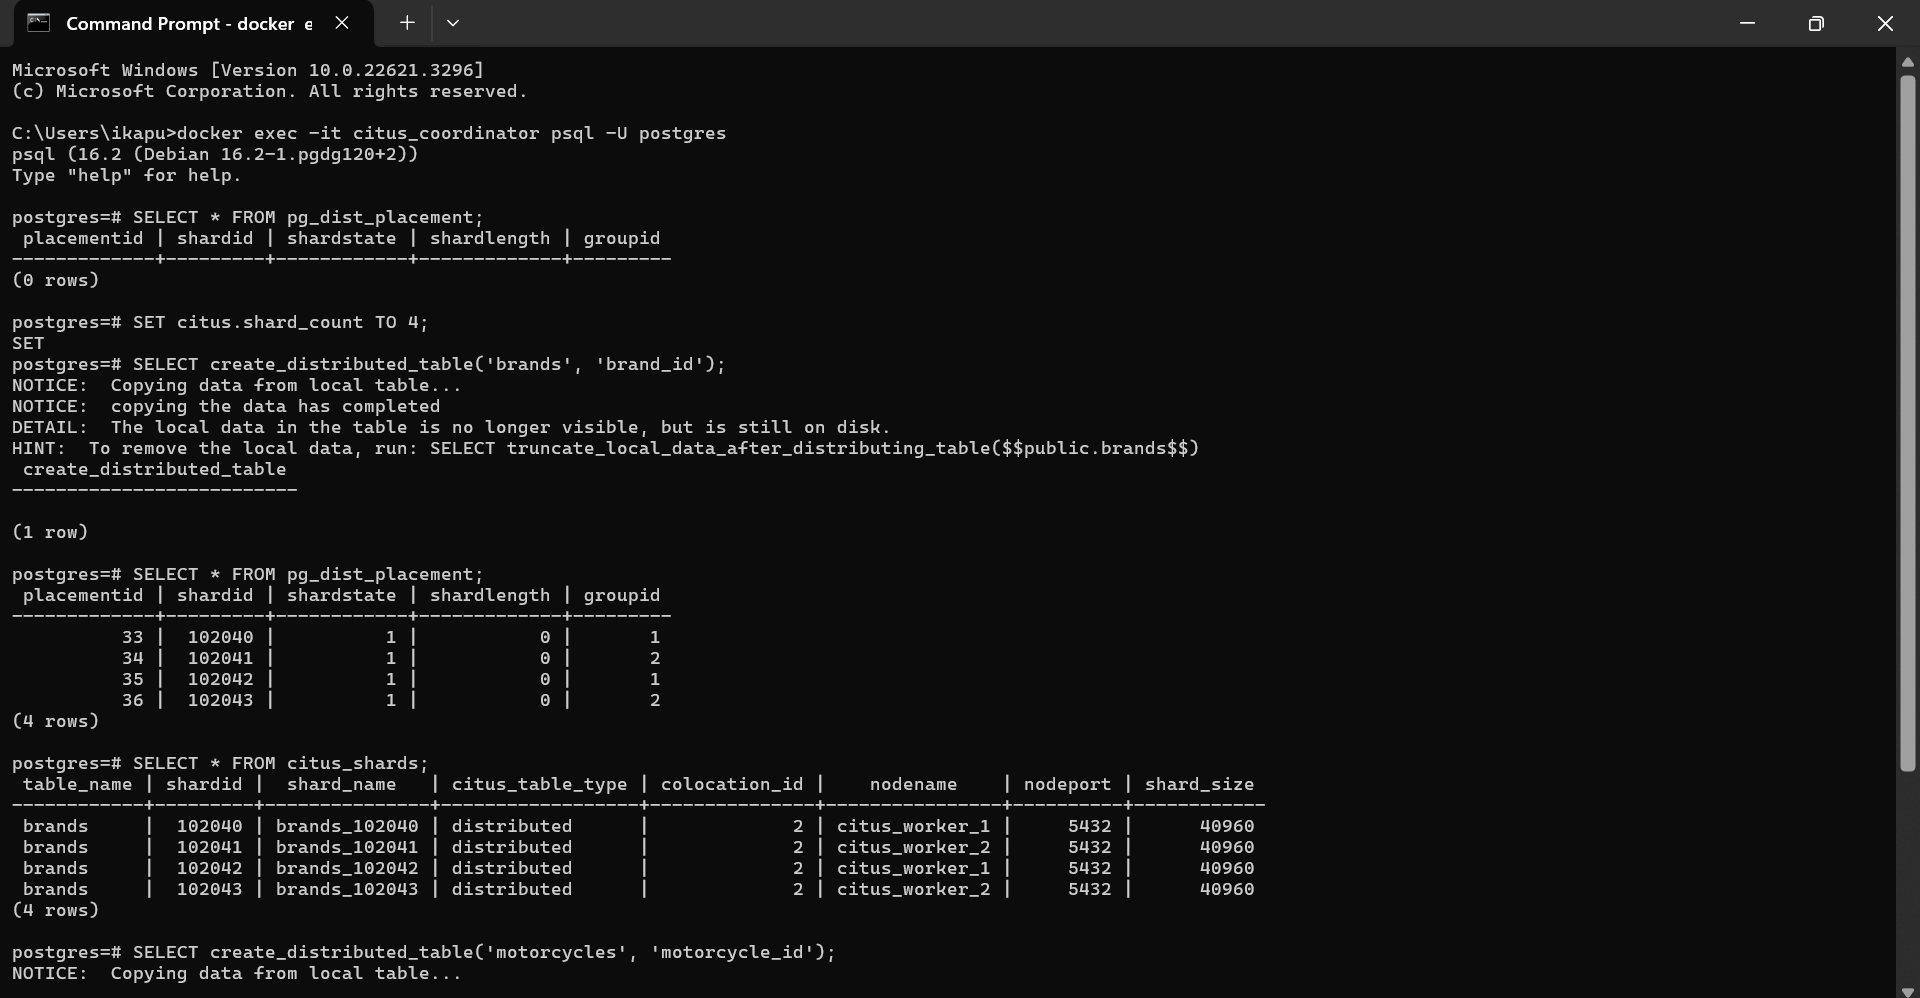 Command Prompt - docker e
Microsoft Windows [Version 10.0.22621.3296]
(c) Microsoft Corporation. All rights reserved.
C:\Users\ikapu>docker exec -it citus_coordinator psql -U postgres
psql (16.2 (Debian 16.2-1.pgdg120+2))
Type "help" for help.
postgres=# SELECT * FROM pg_dist_placement;
 placementid | shardid | shardstate | shardlength | groupid
-------------+---------+------------+-------------+---------
(0 rows)
postgres=# SET citus.shard_count TO 4;
SET
postgres=# SELECT create_distributed_table('brands', 'brand_id');
NOTICE:  Copying data from local table...
NOTICE:  copying the data has completed
DETAIL:  The local data in the table is no longer visible, but is still on disk.
HINT:  To remove the local data, run: SELECT truncate_local_data_after_distributing_table($$public.brands$$)
 create_distributed_table
--------------------------
(1 row)
postgres=# SELECT * FROM pg_dist_placement;
 placementid | shardid | shardstate | shardlength | groupid
-------------+---------+------------+-------------+---------
          33 |  102040 |          1 |           0 |       1
          34 |  102041 |          1 |           0 |       2
          35 |  102042 |          1 |           0 |       1
          36 |  102043 |          1 |           0 |       2
(4 rows)
postgres=# SELECT * FROM citus_shards;
 table_name | shardid |  shard_name   | citus_table_type | colocation_id |    nodename    | nodeport | shard_size
------------+---------+---------------+------------------+---------------+----------------+----------+------------
 brands     |  102040 | brands_102040 | distributed      |             2 | citus_worker_1 |     5432 |      40960
 brands     |  102041 | brands_102041 | distributed      |             2 | citus_worker_2 |     5432 |      40960
 brands     |  102042 | brands_102042 | distributed      |             2 | citus_worker_1 |     5432 |      40960
 brands     |  102043 | brands_102043 | distributed      |             2 | citus_worker_2 |     5432 |      40960
(4 rows)
postgres=# SELECT create_distributed_table('motorcycles', 'motorcycle_id');
NOTICE:  Copying data from local table...